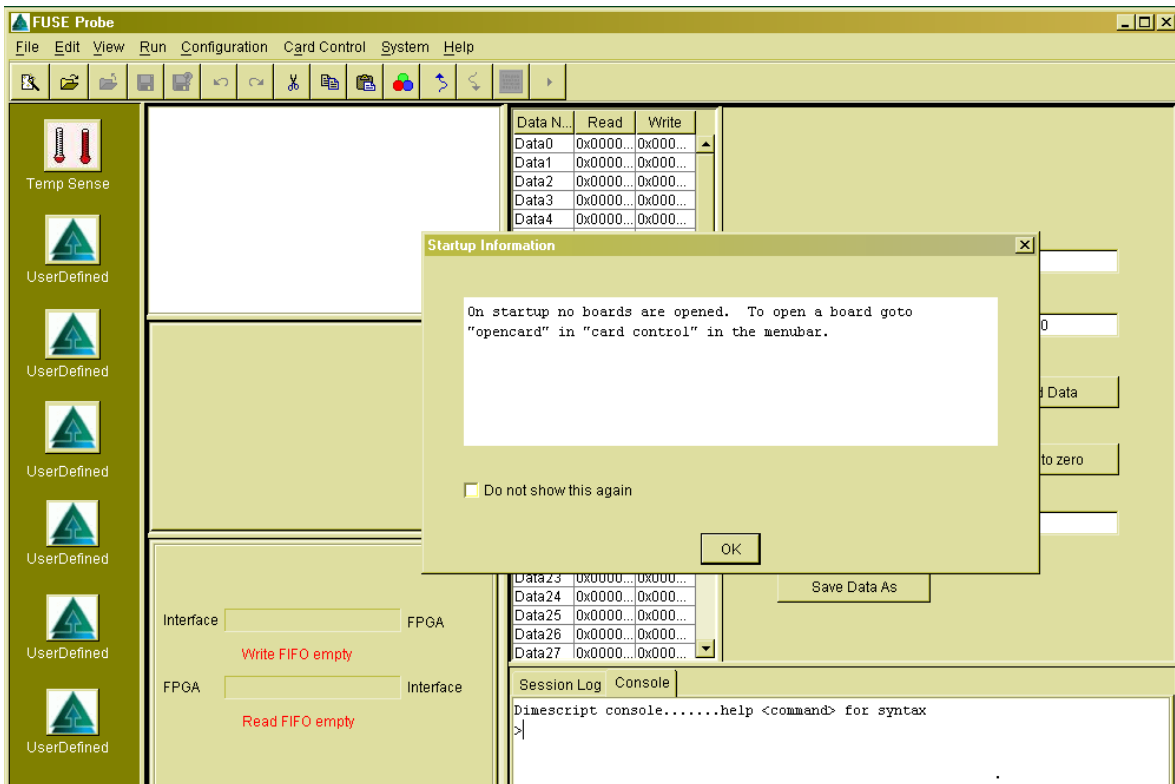 FUSE Probe
File Edit View Run Configuration Card Control System Help
Temp Sense
UserDefined
UserDefined
UserDefined
UserDefined
UserDefined
UserDefined
Data N... Read Write
Data0 0x0000... 0x000...
Data1 0x0000... 0x000...
Data2 0x0000... 0x000...
Data3 0x0000... 0x000...
Data4 0x0000... 0x000...
Startup Information
On startup no boards are opened. To open a board goto
"opencard" in "card control" in the menubar.
Do not show this again
OK
0
d Data
to zero
Data23 0x0000... 0x000...
Data24 0x0000... 0x000...
Data25 0x0000... 0x000...
Data26 0x0000... 0x000...
Data27 0x0000... 0x000...
Save Data As
Interface FPGA
Write FIFO empty
FPGA Interface
Read FIFO empty
Session Log Console
Dimescript console.......help <command> for syntax
>